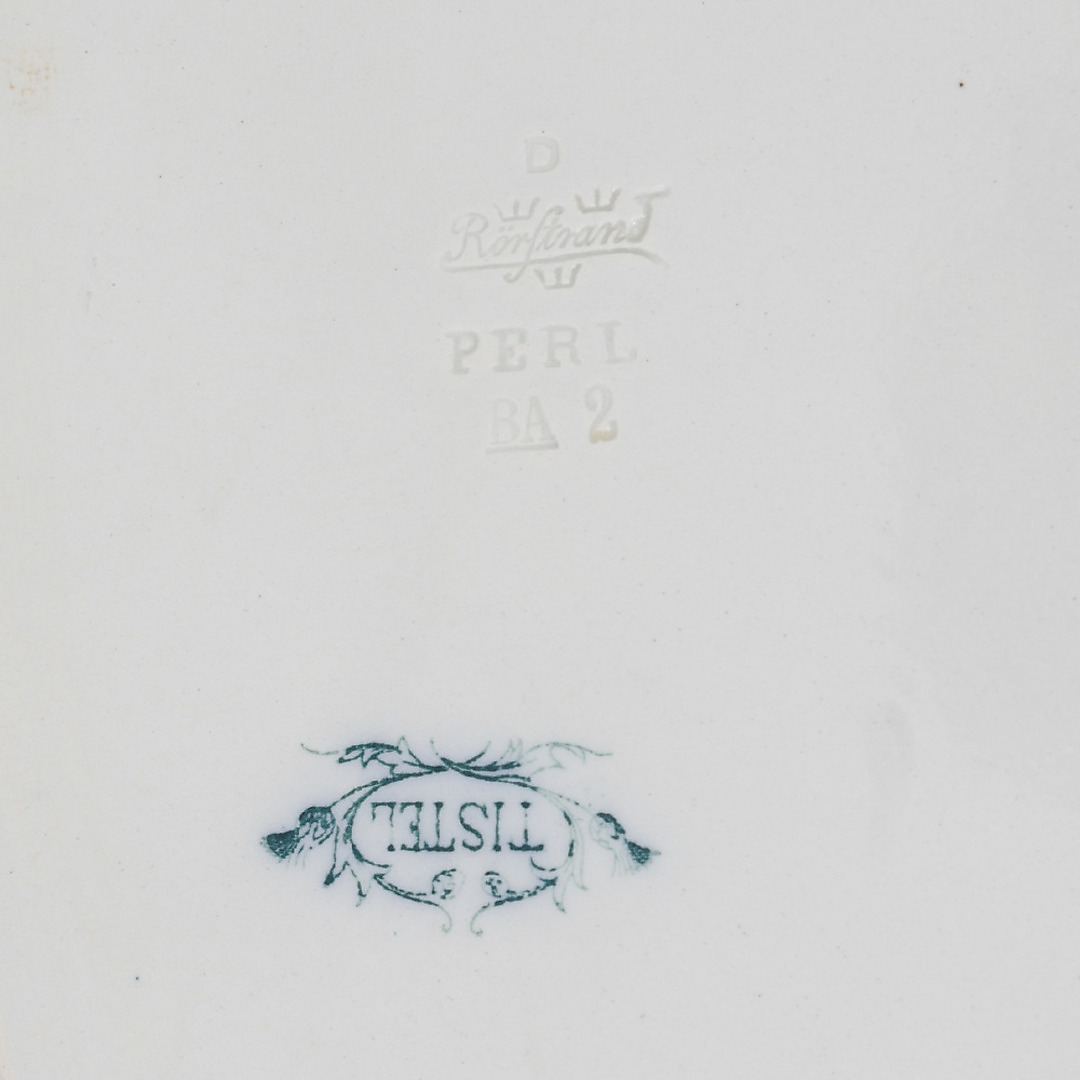 D
Rörstrand
PERL
BA 2
TISTEL